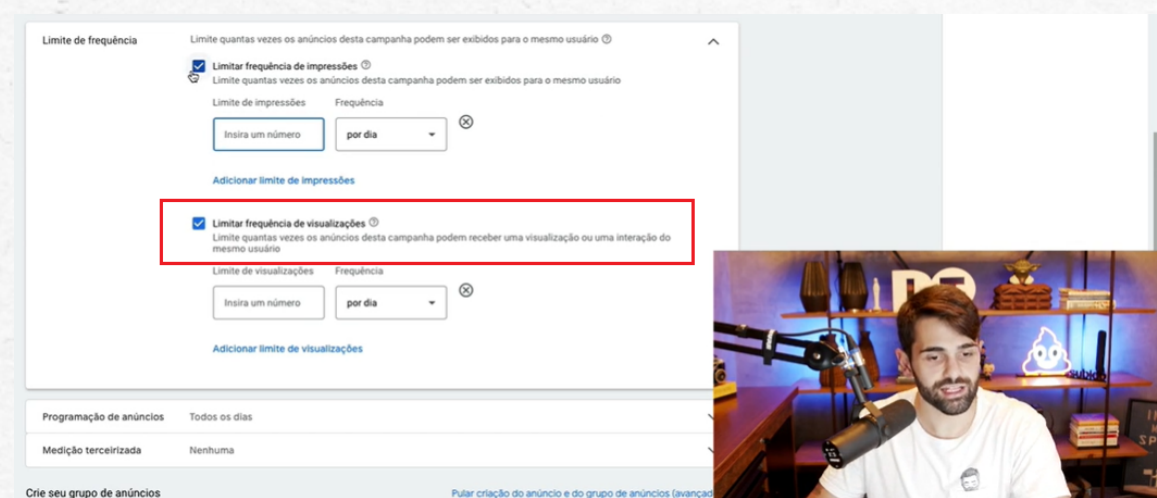 Limite de frequência
Limite quantas vezes os anúncios desta campanha podem ser exibidos para o mesmo usuário
Limitar frequência de impressões
Limite quantas vezes os anúncios desta campanha podem ser exibidos para o mesmo usuário
Limite de impressões Frequência
Insira um número por dia
Adicionar limite de impressões
Limitar frequência de visualizações
Limite quantas vezes os anúncios desta campanha podem receber uma visualização ou uma interação do
mesmo usuário
Limite de visualizações Frequência
Insira um número por dia
Adicionar limite de visualizações
Programação de anúncios Todos os dias
Medição terceirizada Nenhuma
Crie seu grupo de anúncios Pular criação do anúncio e do grupo de anúncios (avançad